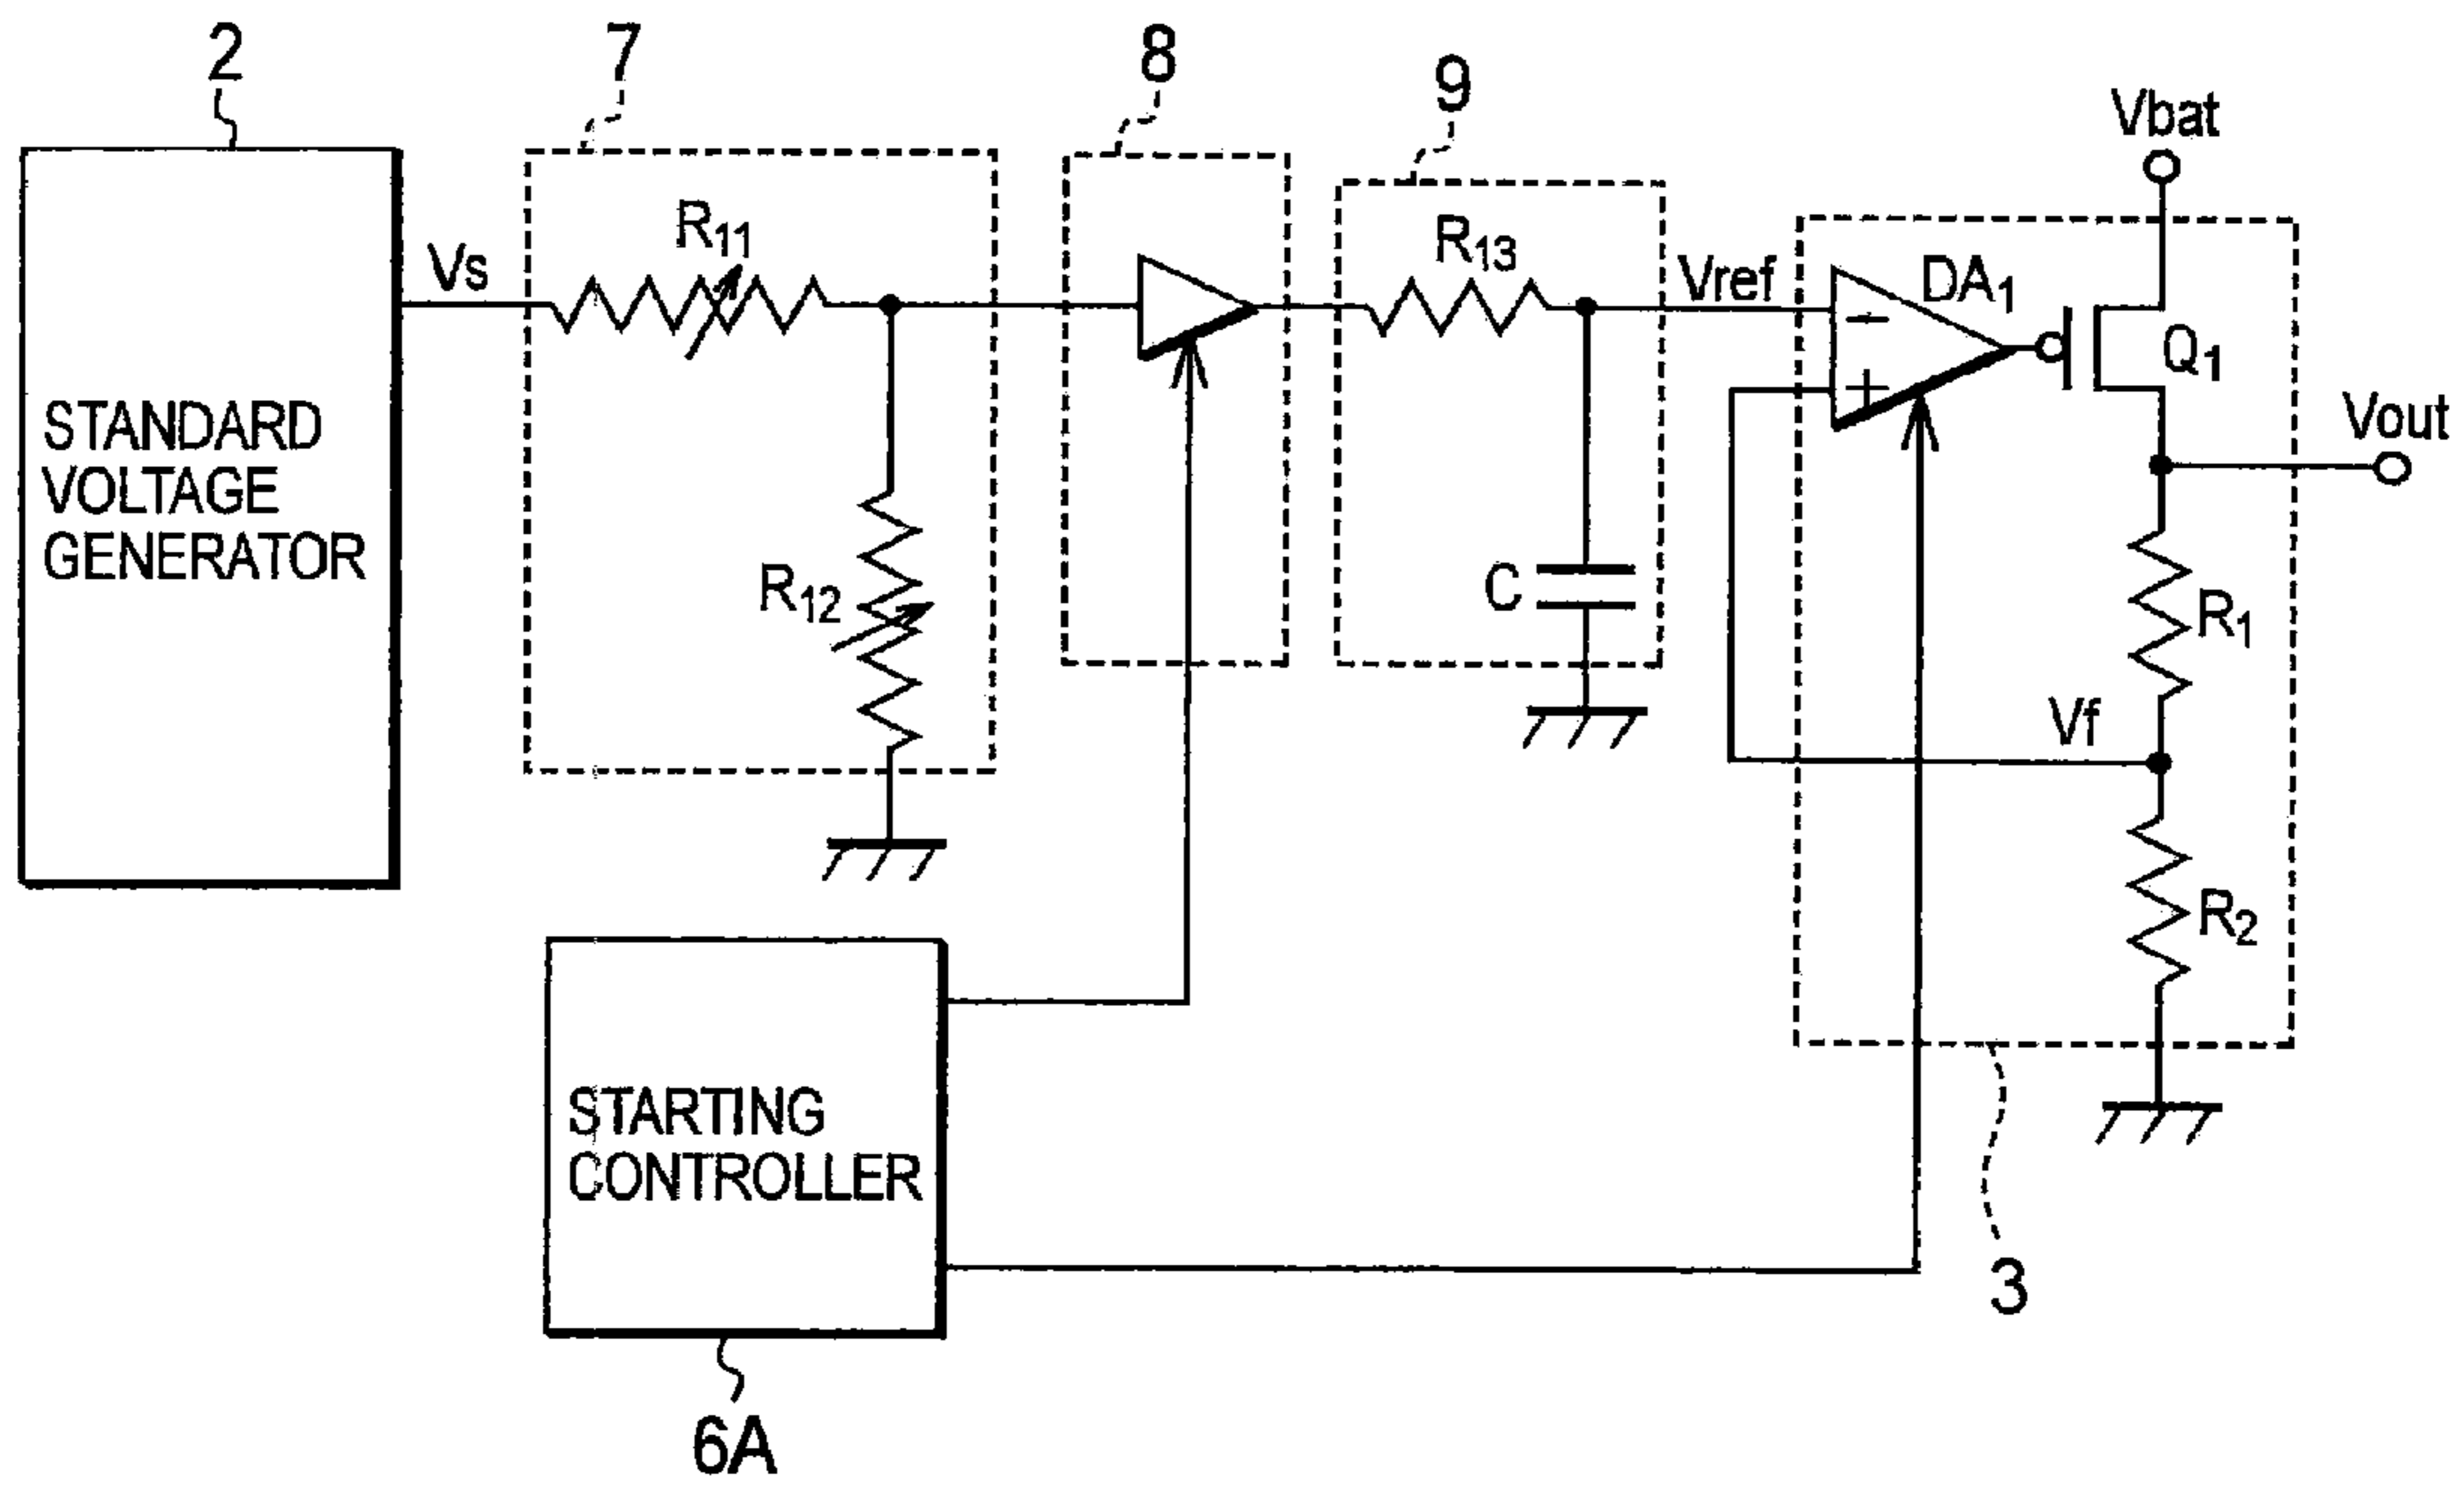 2
7
8
9
Vbat
R11
R13
Vs
Vref
DA1
−
+
Q1
Vout
STANDARD
VOLTAGE
GENERATOR
R12
C
R1
Vf
R2
STARTING
CONTROLLER
3
6A